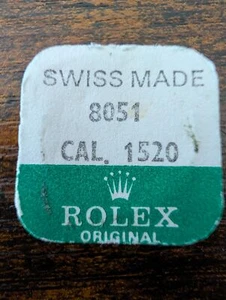 SWISS MADE
8051
CAL. 1520
ROLEX
ORIGINAL